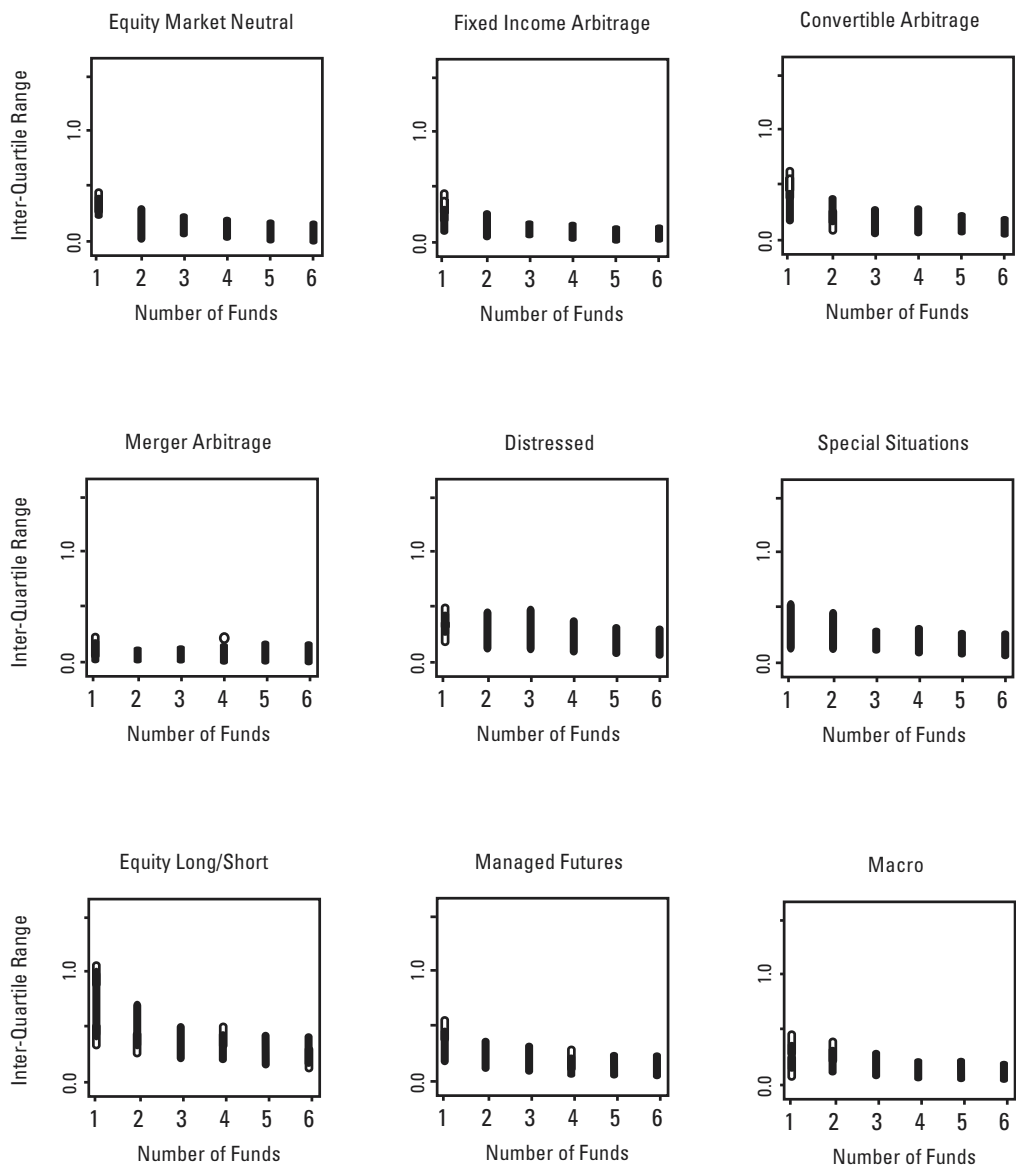 Equity Market Neutral
Inter-Quartile Range
1.0
0.0
1 2 3 4 5 6
Number of Funds
Fixed Income Arbitrage
1.0
0.0
1 2 3 4 5 6
Number of Funds
Convertible Arbitrage
1.0
0.0
1 2 3 4 5 6
Number of Funds
Merger Arbitrage
Inter-Quartile Range
1.0
0.0
1 2 3 4 5 6
Number of Funds
Distressed
1.0
0.0
1 2 3 4 5 6
Number of Funds
Special Situations
1.0
0.0
1 2 3 4 5 6
Number of Funds
Equity Long/Short
Inter-Quartile Range
1.0
0.0
1 2 3 4 5 6
Number of Funds
Managed Futures
1.0
0.0
1 2 3 4 5 6
Number of Funds
Macro
1.0
0.0
1 2 3 4 5 6
Number of Funds